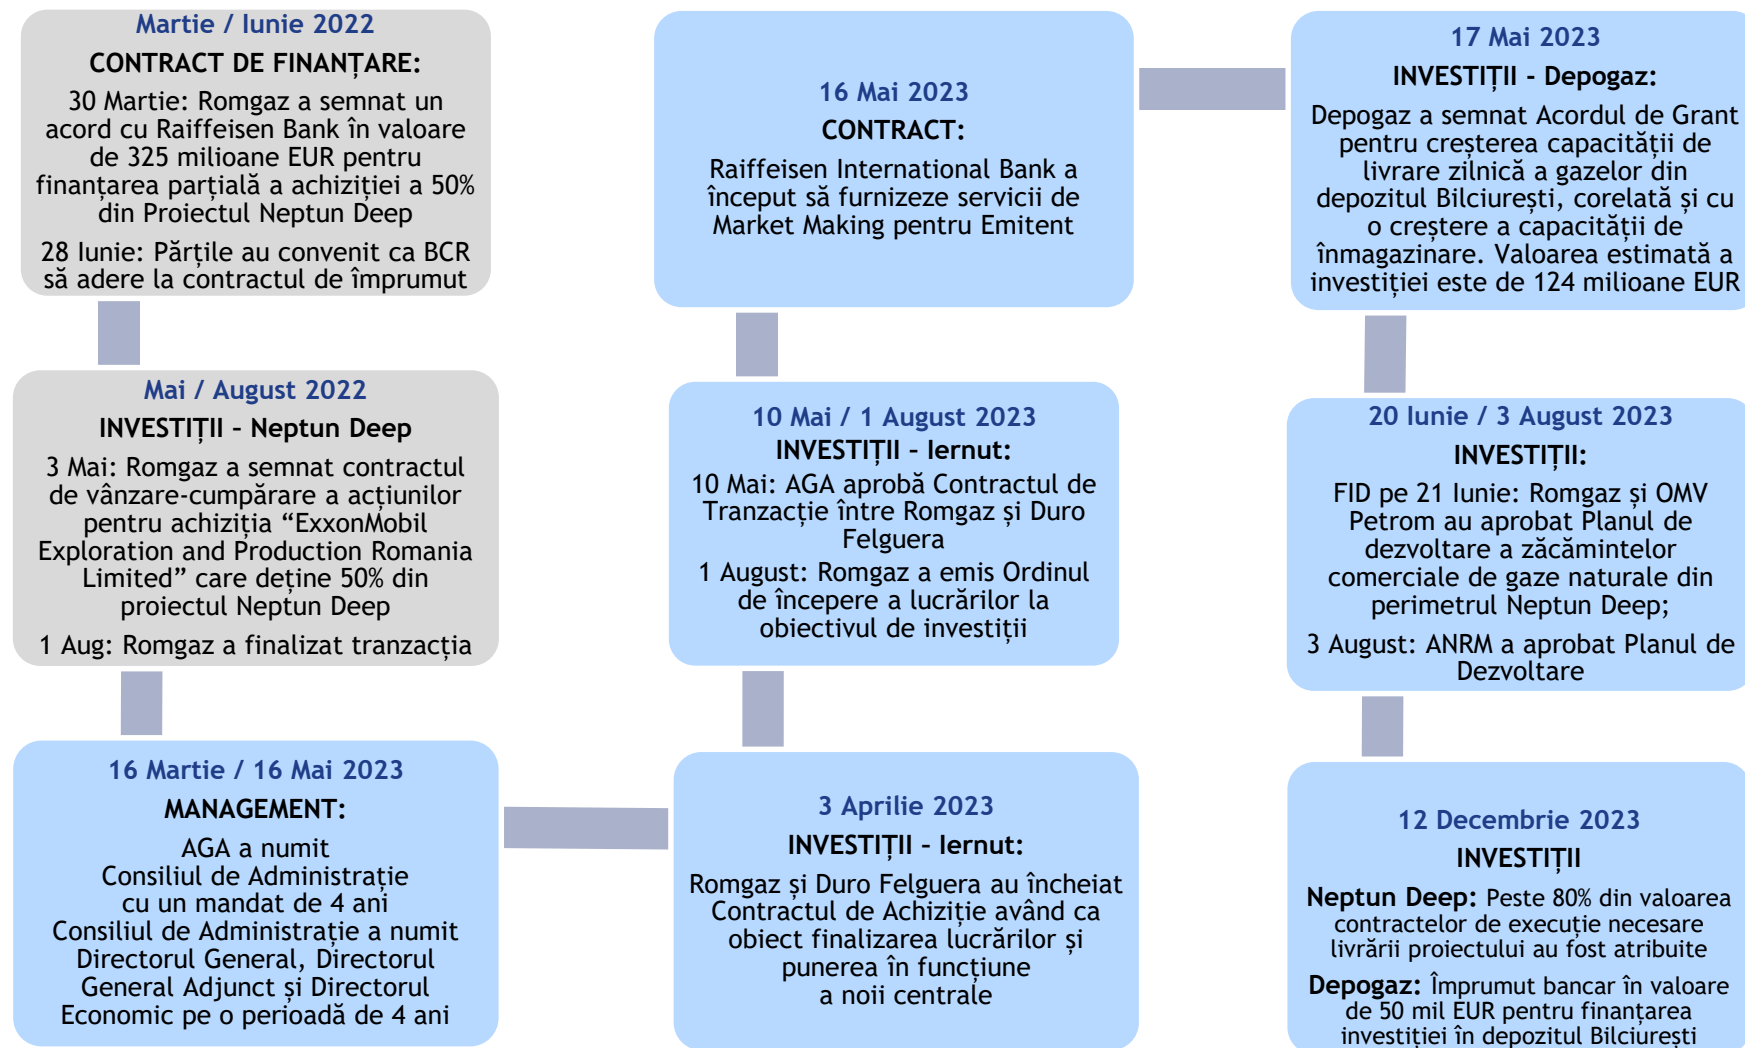 Martie / Iunie 2022
CONTRACT DE FINANȚARE:
30 Martie: Romgaz a semnat un
acord cu Raiffeisen Bank în valoare
de 325 milioane EUR pentru
finanțarea parțială a achiziției a 50%
din Proiectul Neptun Deep
28 Iunie: Părțile au convenit ca BCR
să adere la contractul de împrumut
Mai / August 2022
INVESTIȚII – Neptun Deep
3 Mai: Romgaz a semnat contractul
de vânzare-cumpărare a acțiunilor
pentru achiziția “ExxonMobil
Exploration and Production Romania
Limited” care deține 50% din
proiectul Neptun Deep
1 Aug: Romgaz a finalizat tranzacția
16 Martie / 16 Mai 2023
MANAGEMENT:
AGA a numit
Consiliul de Administrație
cu un mandat de 4 ani
Consiliul de Administrație a numit
Directorul General, Directorul
General Adjunct și Directorul
Economic pe o perioadă de 4 ani
3 Aprilie 2023
INVESTIȚII – Iernut:
Romgaz și Duro Felguera au încheiat
Contractul de Achiziție având ca
obiect finalizarea lucrărilor și
punerea în funcțiune
a noii centrale
10 Mai / 1 August 2023
INVESTIȚII – Iernut:
10 Mai: AGA aprobă Contractul de
Tranzacție între Romgaz și Duro
Felguera
1 August: Romgaz a emis Ordinul
de începere a lucrărilor la
obiectivul de investiții
16 Mai 2023
CONTRACT:
Raiffeisen International Bank a
început să furnizeze servicii de
Market Making pentru Emitent
17 Mai 2023
INVESTIȚII - Depogaz:
Depogaz a semnat Acordul de Grant
pentru creșterea capacității de
livrare zilnică a gazelor din
depozitul Bilciurești, corelată și cu
o creștere a capacității de
înmagazinare. Valoarea estimată a
investiției este de 124 milioane EUR
20 Iunie / 3 August 2023
INVESTIȚII:
FID pe 21 Iunie: Romgaz și OMV
Petrom au aprobat Planul de
dezvoltare a zăcămintelor
comerciale de gaze naturale din
perimetrul Neptun Deep;
3 August: ANRM a aprobat Planul de
Dezvoltare
12 Decembrie 2023
INVESTIȚII
Neptun Deep: Peste 80% din valoarea
contractelor de execuție necesare
livrării proiectului au fost atribuite
Depogaz: Împrumut bancar în valoare
de 50 mil EUR pentru finanțarea
investiției în depozitul Bilciurești